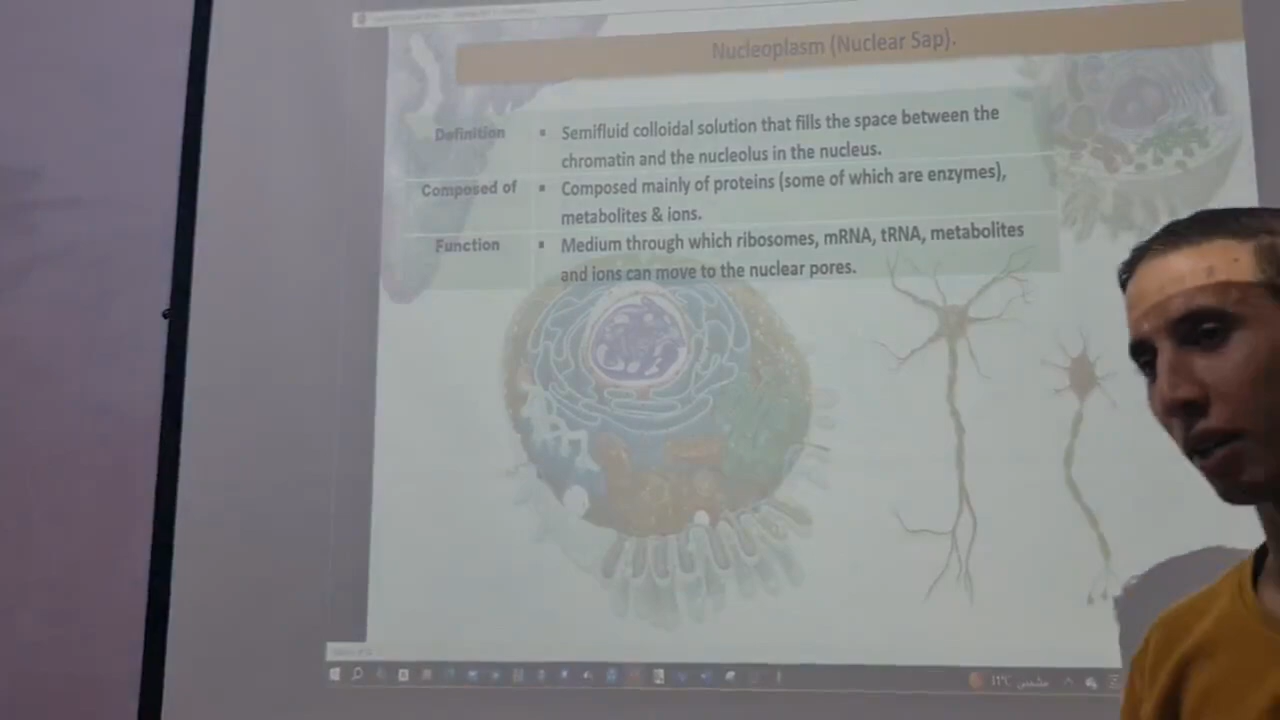 Nucleoplasm (Nuclear Sap).
Definition
▪ Semifluid colloidal solution that fills the space between the
chromatin and the nucleolus in the nucleus.
Composed of
▪ Composed mainly of proteins (some of which are enzymes),
metabolites & ions.
Function
▪ Medium through which ribosomes, mRNA, tRNA, metabolites
and ions can move to the nuclear pores.
11°C مشمس